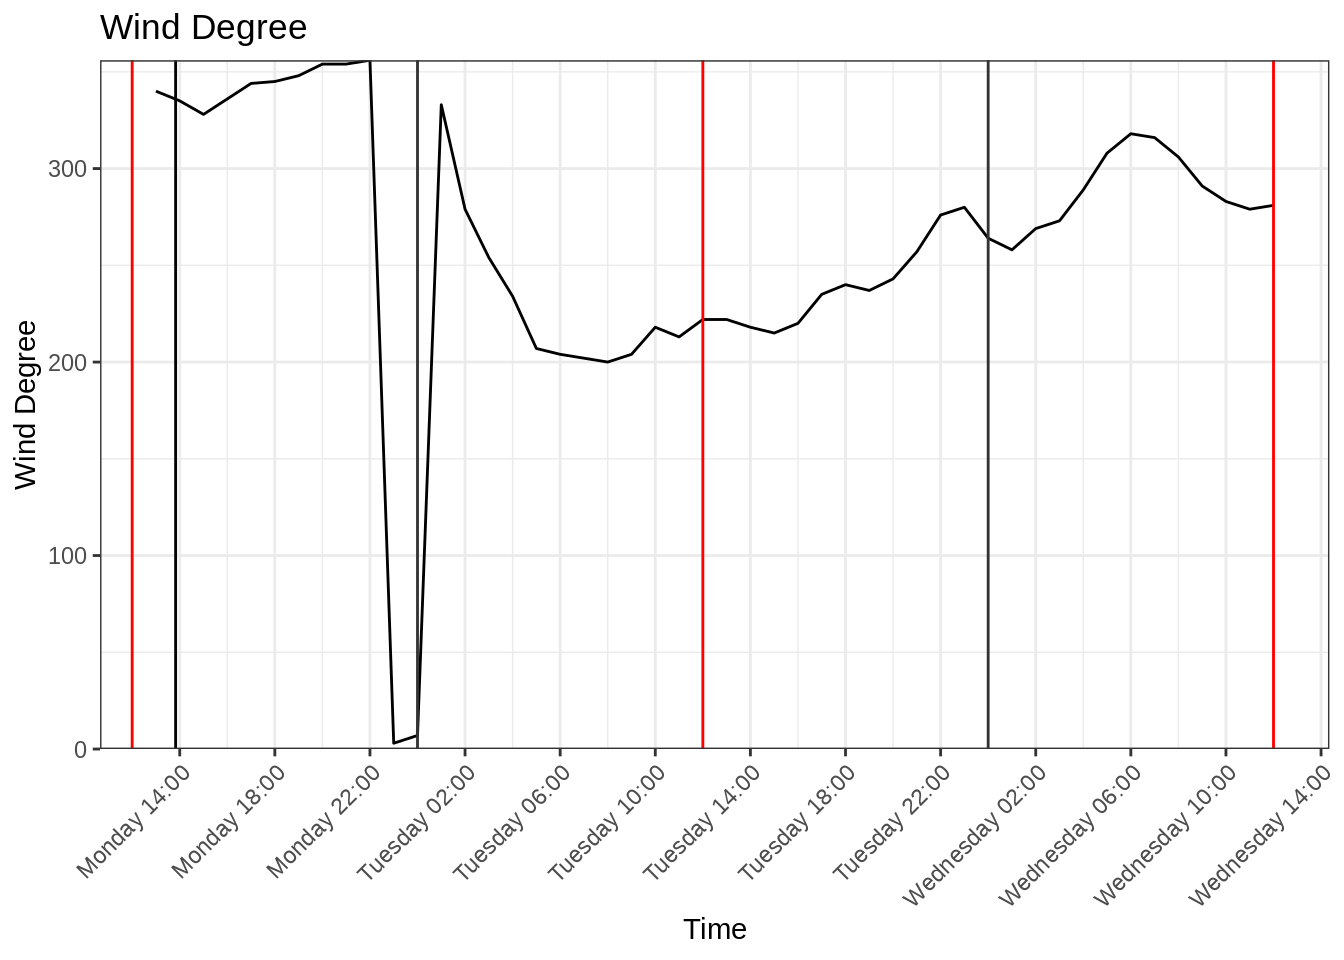 Wind Degree
Wind Degree
300
200
100
0
Monday 14:00
Monday 18:00
Monday 22:00
Tuesday 02:00
Tuesday 06:00
Tuesday 10:00
Tuesday 14:00
Tuesday 18:00
Tuesday 22:00
Wednesday 02:00
Wednesday 06:00
Wednesday 10:00
Wednesday 14:00
Time